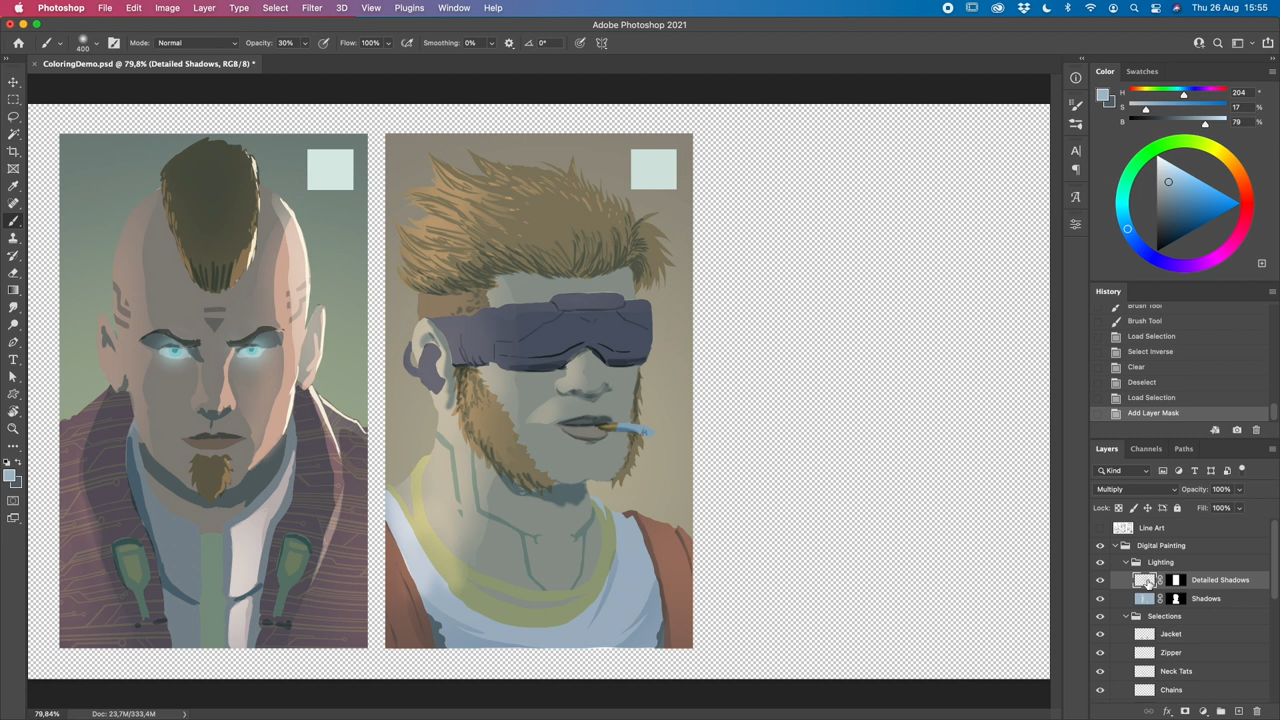 Photoshop File Edit Image Layer Type Select Filter 3D View Plugins Window Help Thu 26 Aug 15:55
Adobe Photoshop 2021
400 Mode: Normal Opacity: 30% Flow: 100% Smoothing: 0% 0°
ColoringDemo.psd @ 79,8% (Detailed Shadows, RGB/8) *
Color Swatches
H 204 °
S 17 %
B 79 %
History
Brush Tool
Brush Tool
Load Selection
Select Inverse
Clear
Deselect
Load Selection
Add Layer Mask
Layers Channels Paths
Kind
Multiply Opacity: 100%
Lock: Fill: 100%
Line Art
Digital Painting
Lighting
Detailed Shadows
Shadows
Selections
Jacket
Zipper
Neck Tats
Chains
79,84% Doc: 23,7M/333,4M